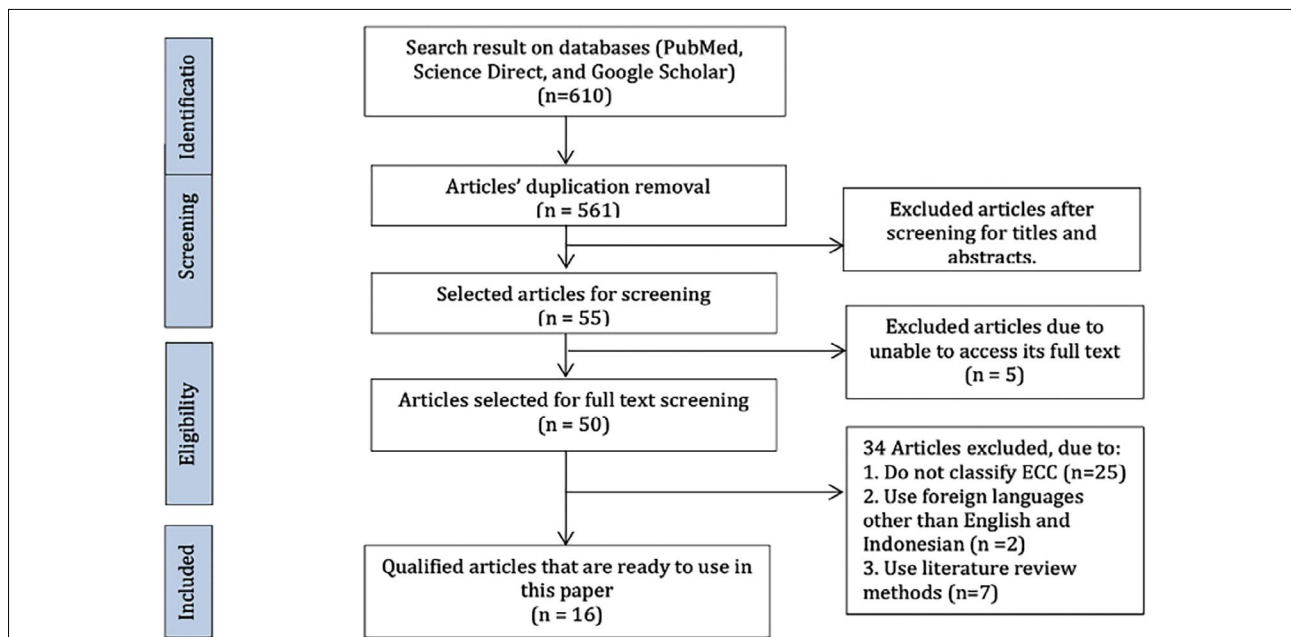 Identificatio
Screening
Eligibility
Included
Search result on databases (PubMed,
Science Direct, and Google Scholar)
(n=610)
Articles’ duplication removal
(n = 561)
Excluded articles after
screening for titles and
abstracts.
Selected articles for screening
(n = 55)
Excluded articles due to
unable to access its full text
(n = 5)
Articles selected for full text screening
(n = 50)
34 Articles excluded, due to:
1. Do not classify ECC (n=25)
2. Use foreign languages
other than English and
Indonesian (n =2)
3. Use literature review
methods (n=7)
Qualified articles that are ready to use in
this paper
(n = 16)